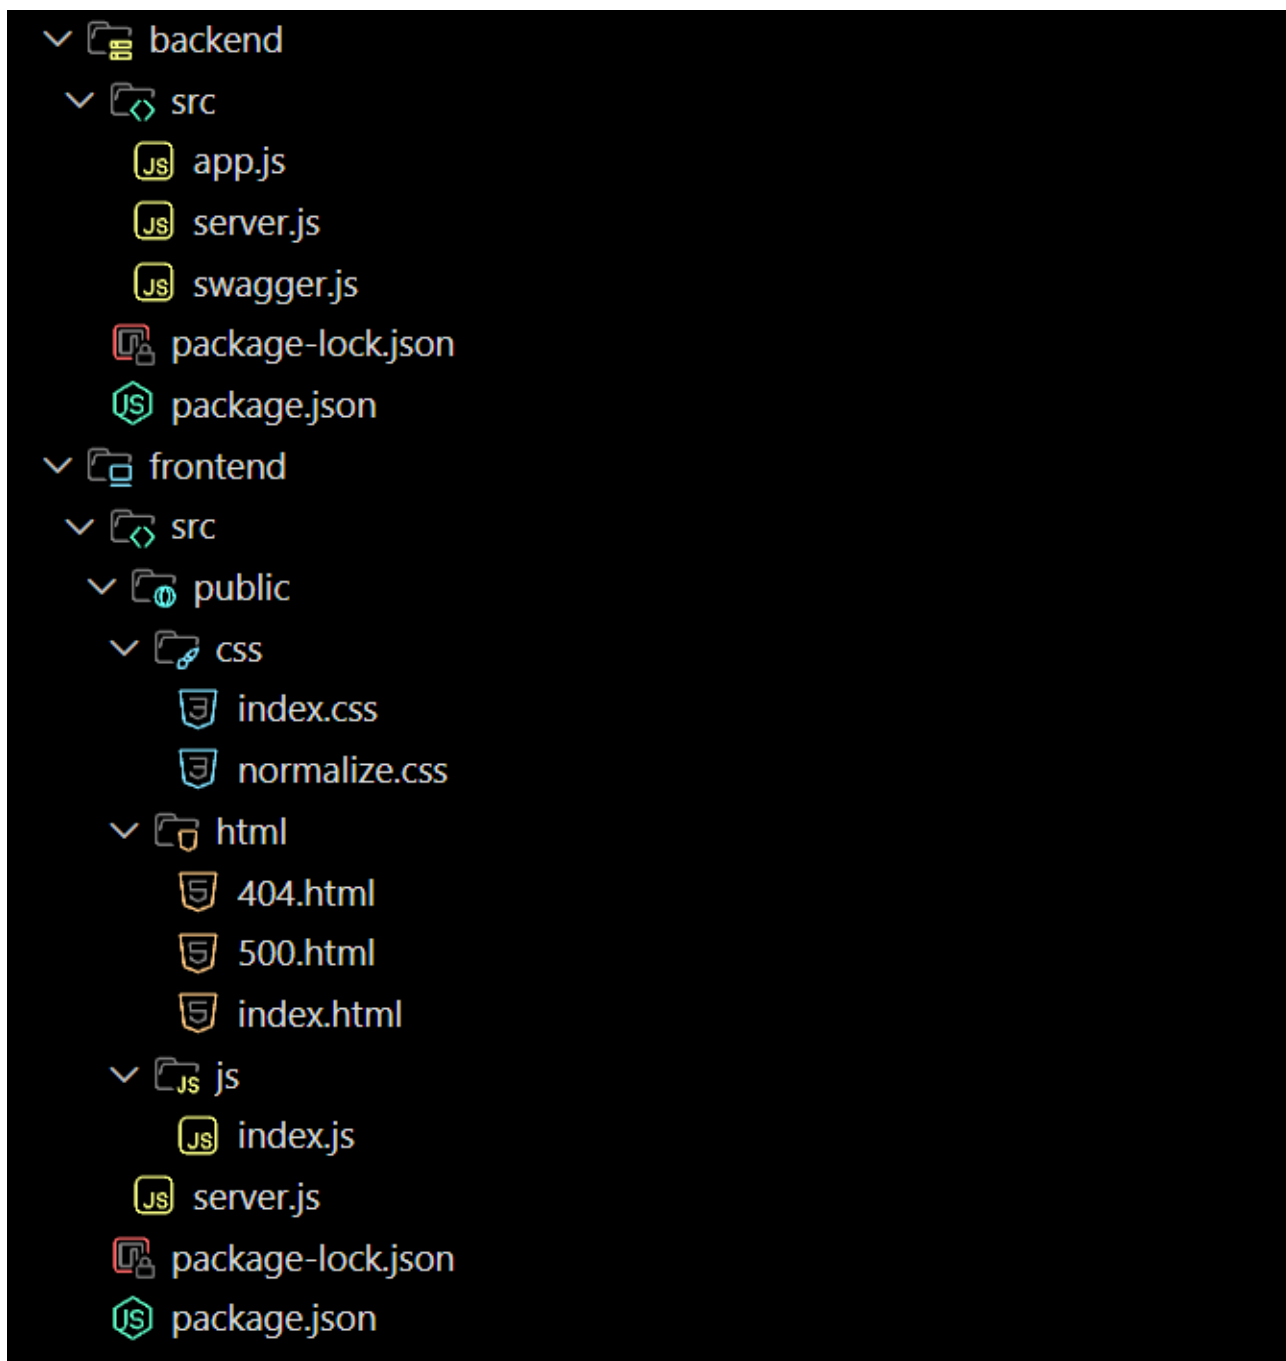 backend
src
app.js
server.js
swagger.js
package-lock.json
package.json
frontend
src
public
css
index.css
normalize.css
html
404.html
500.html
index.html
js
index.js
server.js
package-lock.json
package.json